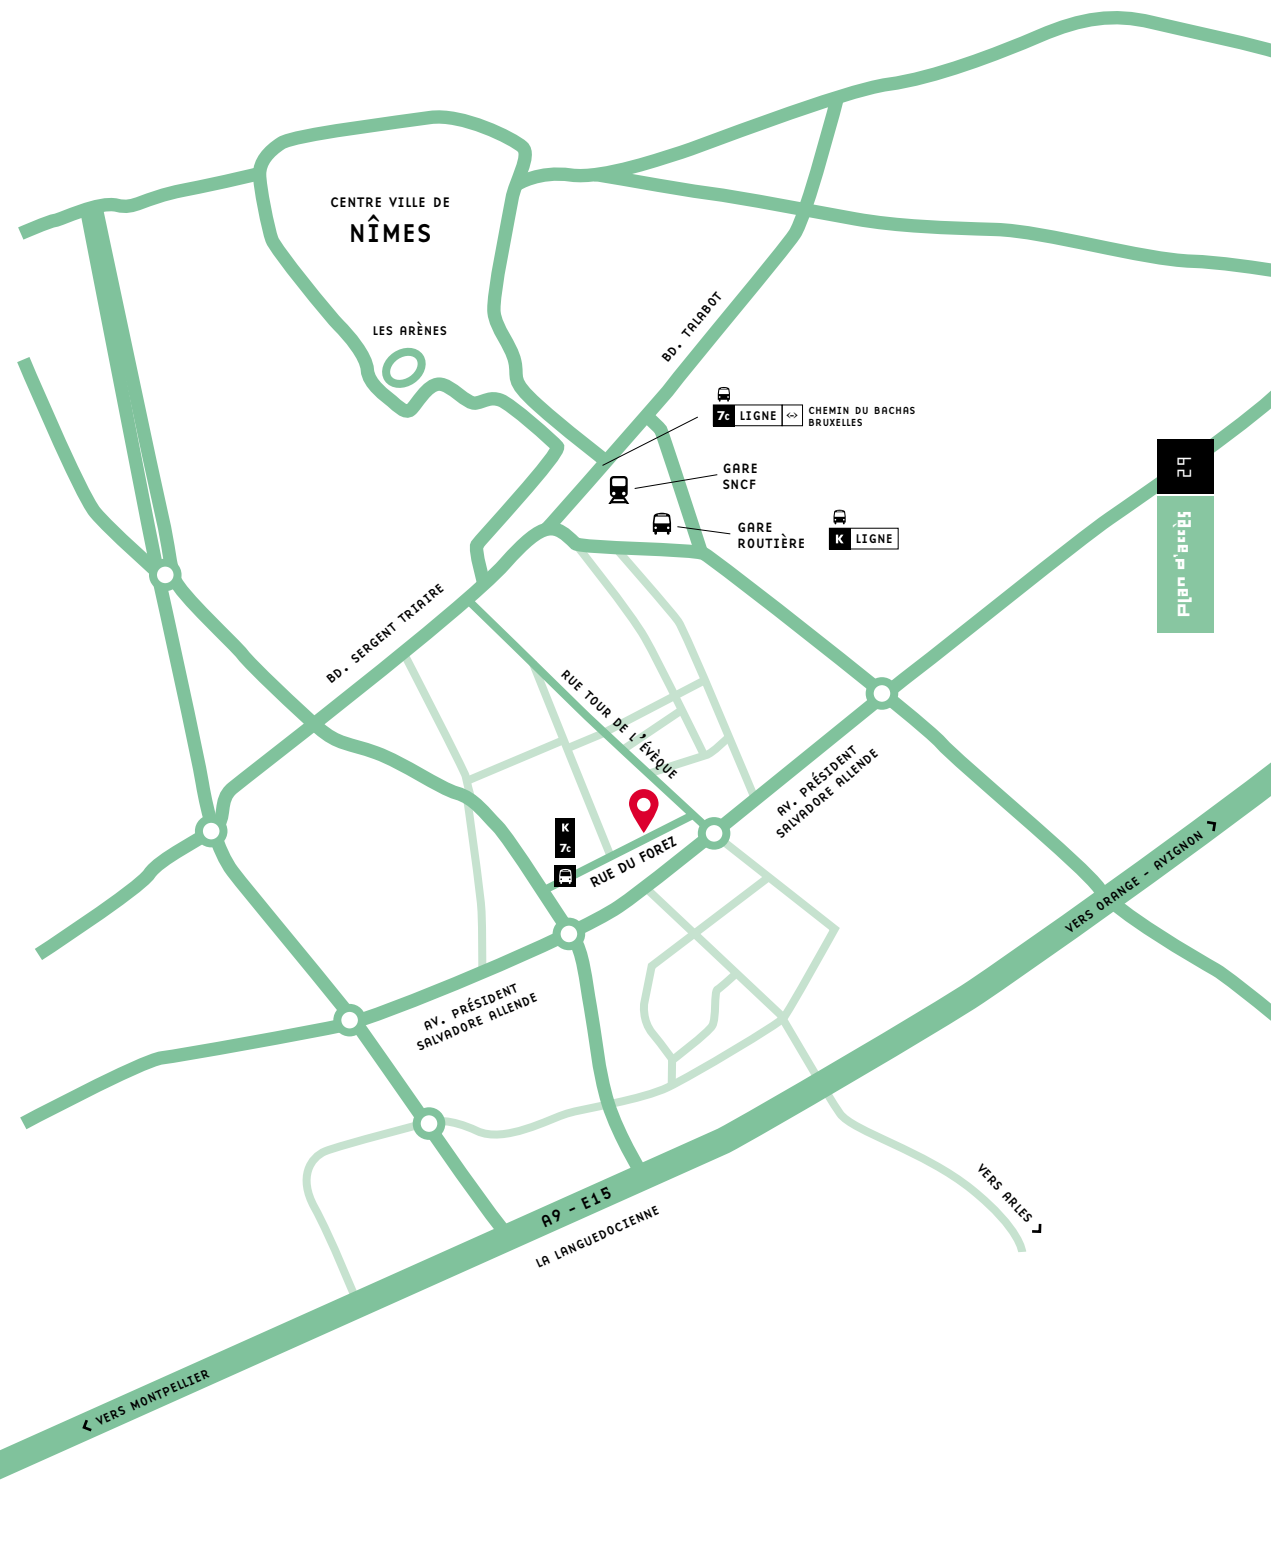 CENTRE VILLE DE
NÎMES
LES ARÈNES
BD. TALABOT
7c LIGNE <··> CHEMIN DU BACHAS
BRUXELLES
GARE
SNCF
GARE
ROUTIÈRE
K LIGNE
62
Plan d'accès
BD. SERGENT TRIAIRE
RUE TOUR DE L'ÉVÈQUE
AV. PRÉSIDENT
SALVADORE ALLENDE
K
7c
RUE DU FOREZ
VERS ORANGE - AVIGNON >
AV. PRÉSIDENT
SALVADORE ALLENDE
VERS ARLES
A9 - E15
LA LANGUEDOCIENNE
< VERS MONTPELLIER